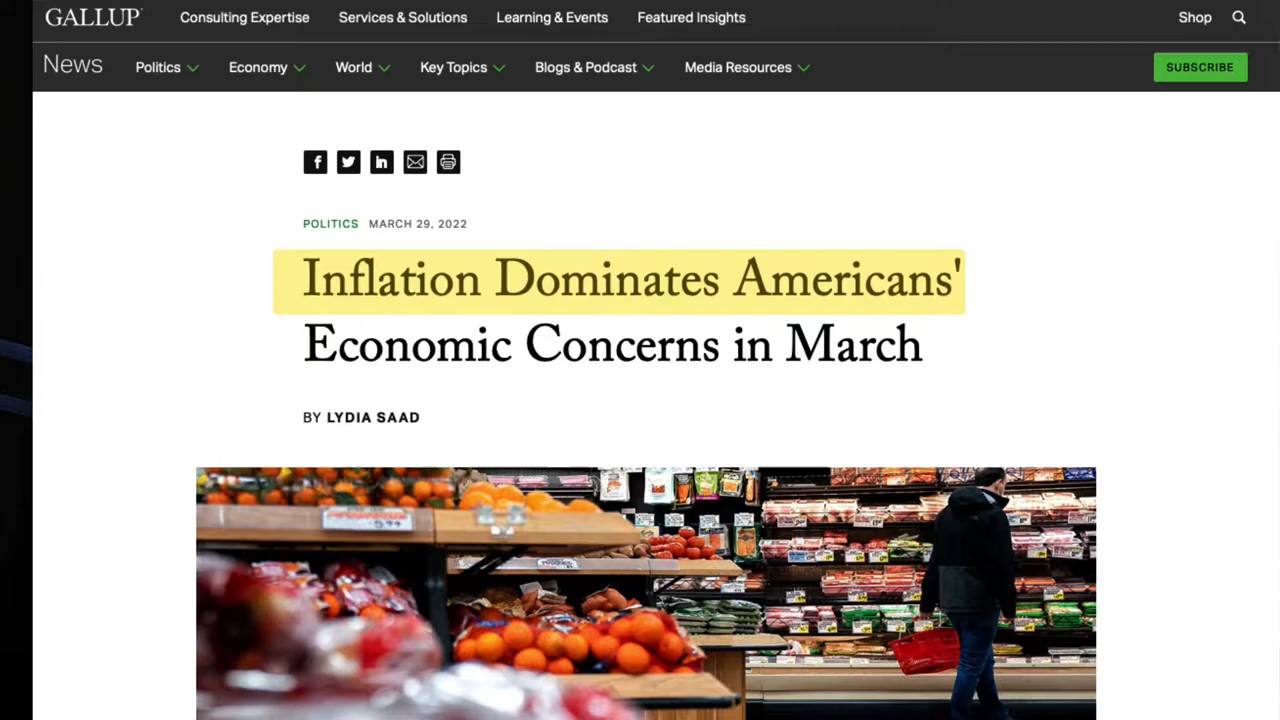 GALLUP
Consulting Expertise Services & Solutions Learning & Events Featured Insights Shop
News Politics Economy World Key Topics Blogs & Podcast Media Resources SUBSCRIBE
POLITICS MARCH 29, 2022
Inflation Dominates Americans'
Economic Concerns in March
BY LYDIA SAAD